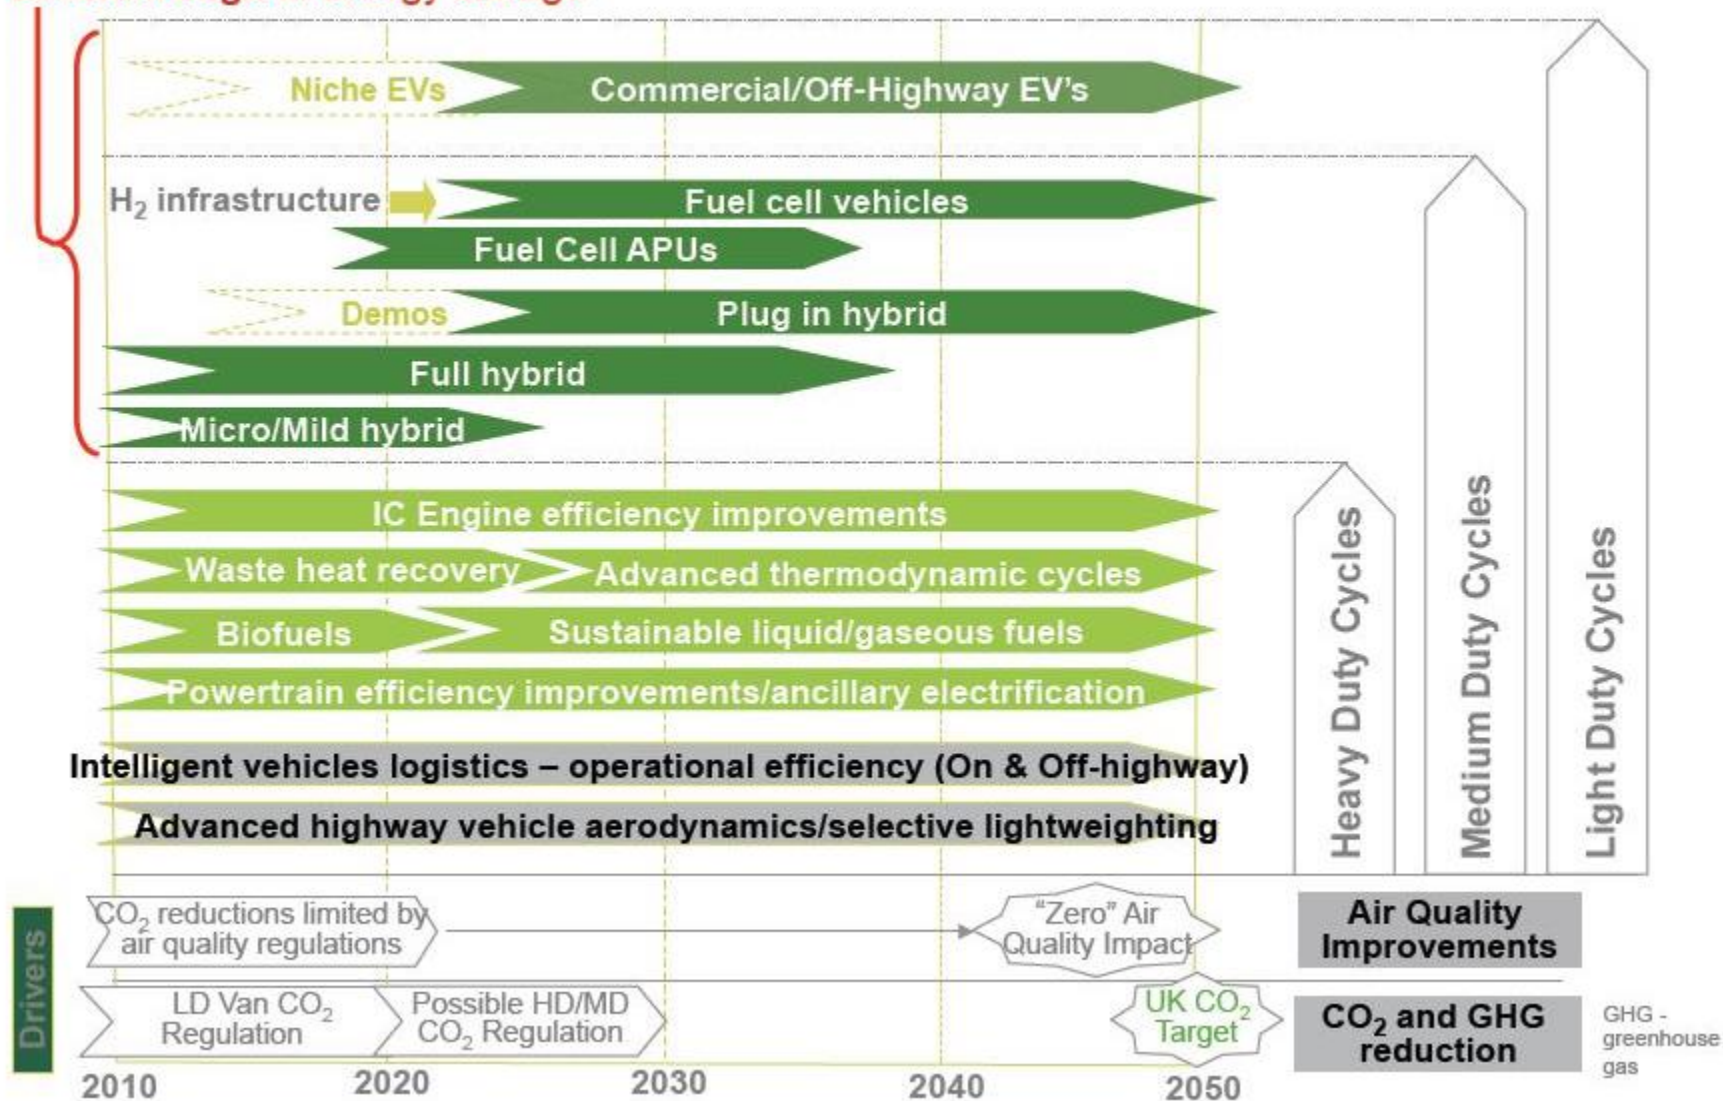 Niche EVs
Commercial/Off-Highway EV's
H₂ infrastructure
Fuel cell vehicles
Fuel Cell APUs
Demos
Plug in hybrid
Full hybrid
Micro/Mild hybrid
IC Engine efficiency improvements
Waste heat recovery
Advanced thermodynamic cycles
Biofuels
Sustainable liquid/gaseous fuels
Powertrain efficiency improvements/ancillary electrification
Intelligent vehicles logistics – operational efficiency (On & Off-highway)
Advanced highway vehicle aerodynamics/selective lightweighting
Heavy Duty Cycles
Medium Duty Cycles
Light Duty Cycles
Drivers
CO₂ reductions limited by
air quality regulations
“Zero” Air
Quality Impact
Air Quality
Improvements
LD Van CO₂
Regulation
Possible HD/MD
CO₂ Regulation
UK CO₂
Target
CO₂ and GHG
reduction
GHG -
greenhouse
gas
2010
2020
2030
2040
2050